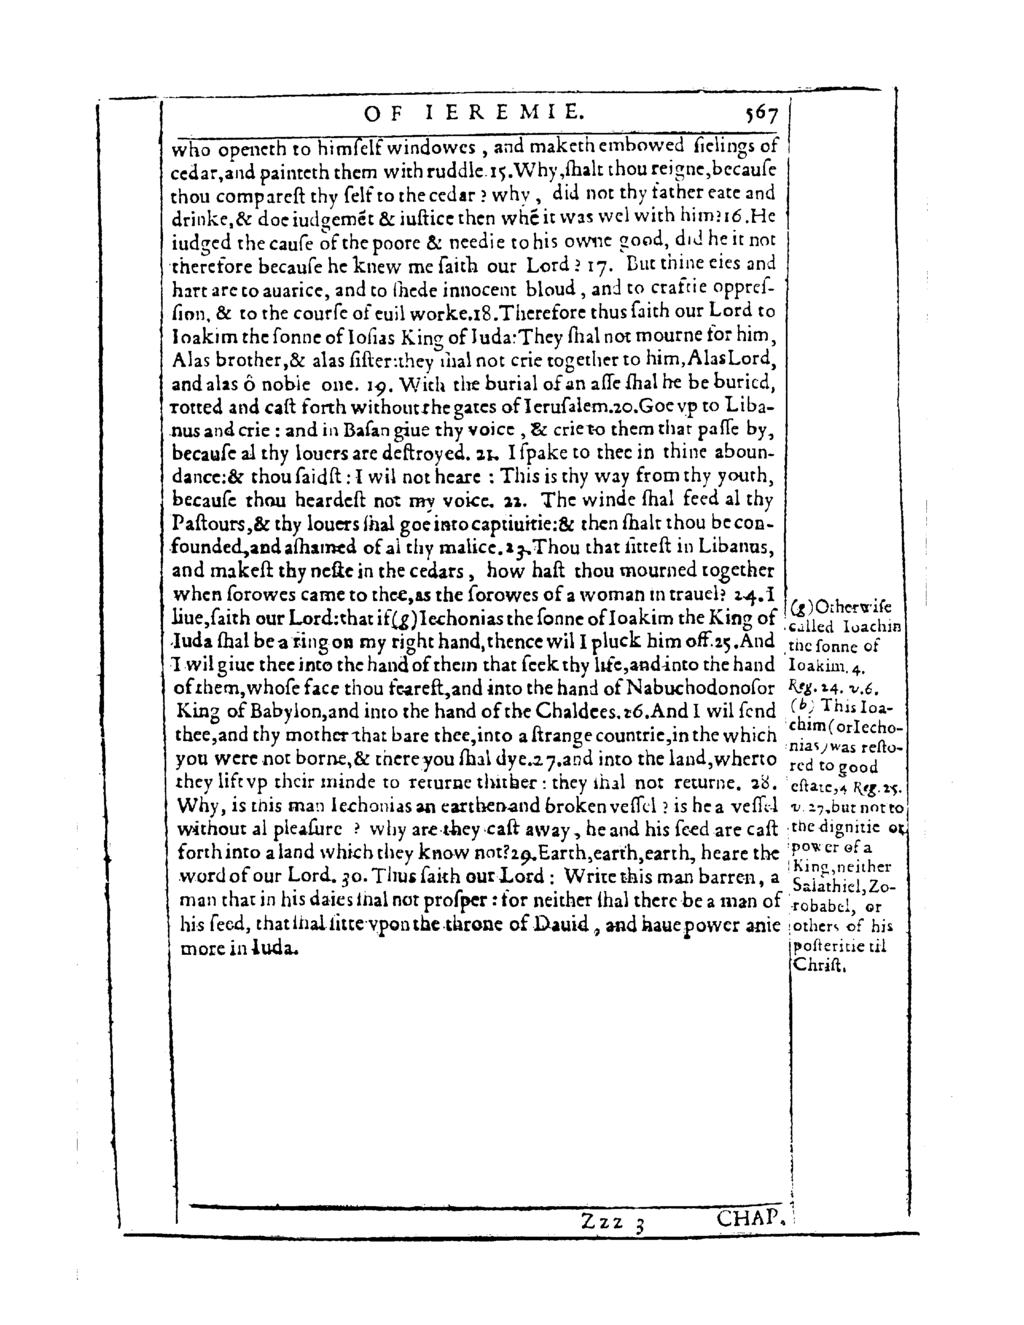 OF IEREMIE. 567
who openeth to himſelf windowes, and maketh embowed ſielings of
cedar, and painteth them with ruddle. 15. Why, ſhalt thou reigne, becauſe
thou compareſt thy ſelf to the cedar? why, did not thy father eate and
drinke, & doe iudgemẽt & iuſtice then whẽ it was wel with him? 16. He
iudged the cauſe of the poore & needie to his owne good, did he it not
therefore becauſe he knew me ſaith our Lord? 17. But thine eies and
hart are to auarice, and to ſhede innocent bloud, and to craftie oppreſ-
ſion, & to the courſe of euil worke. 18. Therefore thus ſaith our Lord to
Ioakim the ſonne of Ioſias King of Iuda: They ſhal not mourne for him,
Alas brother, & alas ſiſter: they ſhal not crie together to him, Alas Lord,
and alas ô noble one. 19. With the burial of an aſſe ſhal he be buried,
rotted and caſt forth without the gates of Ieruſalem. 20. Goe vp to Liba-
nus and crie: and in Baſan giue thy voice, & crie to them that paſſe by,
becauſe al thy louers are deſtroyed. 21. I ſpake to thee in thine aboun-
dance: & thou ſaidſt: I wil not heare: This is thy way from thy youth,
becauſe thou heardeſt not my voice. 22. The winde ſhal feed al thy
Paſtours, & thy louers ſhal goe into captiuitie: & then ſhalt thou be con-
founded, and aſhamed of al thy malice. 23. Thou that ſitteſt in Libanus,
and makeſt thy neſte in the cedars, how haſt thou mourned together
when ſorowes came to thee, as the ſorowes of a woman in trauel? 24. I
liue, ſaith our Lord: that if (g) Iechonias the ſonne of Ioakim the King of
Iuda ſhal be a ring on my right hand, thence wil I pluck him off. 25. And
I wil giue thee into the hand of them that ſeek thy life, and into the hand
of them, whoſe face thou feareſt, and into the hand of Nabuchodonoſor
King of Babylon, and into the hand of the Chaldees. 26. And I wil ſend
thee, and thy mother that bare thee, into a ſtrange countrie, in the which
you were not borne, & there you ſhal dye. 27. and into the land, wherto
they lift vp their minde to returne thither: they ſhal not returne. 28.
Why, is this man Iechonias an earthen and broken veſſel? is he a veſſel
without al pleaſure? why are they caſt away, he and his ſeed are caſt
forth into a land which they know not? 29. Earth, earth, earth, heare the
word of our Lord. 30. Thus ſaith our Lord: Write this man barren, a
man that in his daies ſhal not proſper: for neither ſhal there be a man of
his ſeed, that ſhal ſitte vpon the throne of Dauid, and haue power anie
more in Iuda.
(g) Otherwiſe
called Ioachin
the ſonne of
Ioakim, 4.
Reg. 24. v. 6.
(b) This Ioa-
chim (or Iecho-
nias) was reſto-
red to good
eſtate, 4 Reg. 25.
v. 27. but not to
the dignitie or
power of a
King, neither
Salathiel, Zo-
robabel, or
others of his
poſteritie til
Chriſt.
Zzz 3 CHAP.